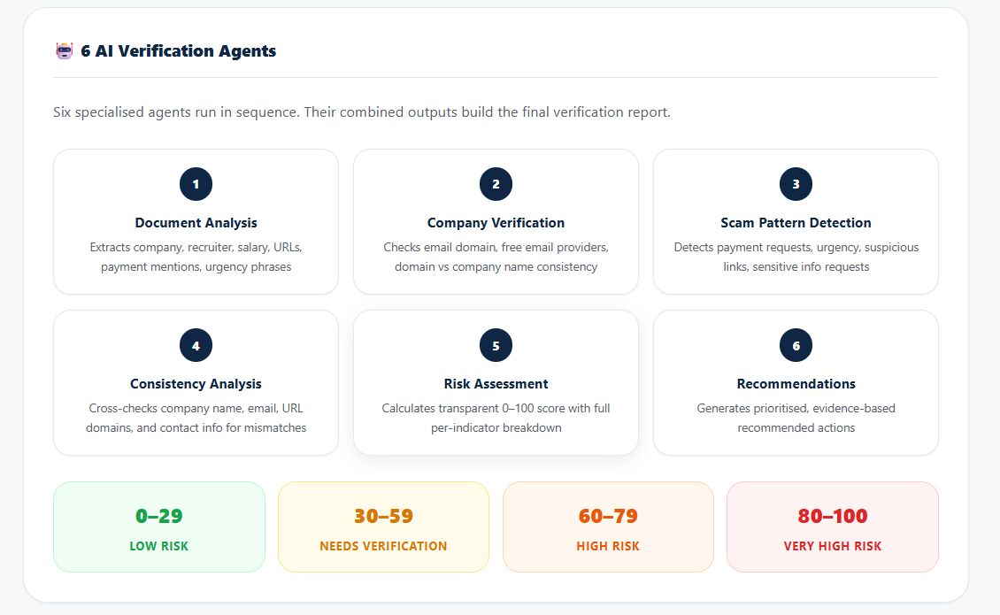 6 AI Verification Agents
Six specialised agents run in sequence. Their combined outputs build the final verification report.
1
Document Analysis
Extracts company, recruiter, salary, URLs,
payment mentions, urgency phrases
2
Company Verification
Checks email domain, free email providers,
domain vs company name consistency
3
Scam Pattern Detection
Detects payment requests, urgency, suspicious
links, sensitive info requests
4
Consistency Analysis
Cross-checks company name, email, URL
domains, and contact info for mismatches
5
Risk Assessment
Calculates transparent 0–100 score with full
per-indicator breakdown
6
Recommendations
Generates prioritised, evidence-based
recommended actions
0–29
LOW RISK
30–59
NEEDS VERIFICATION
60–79
HIGH RISK
80–100
VERY HIGH RISK